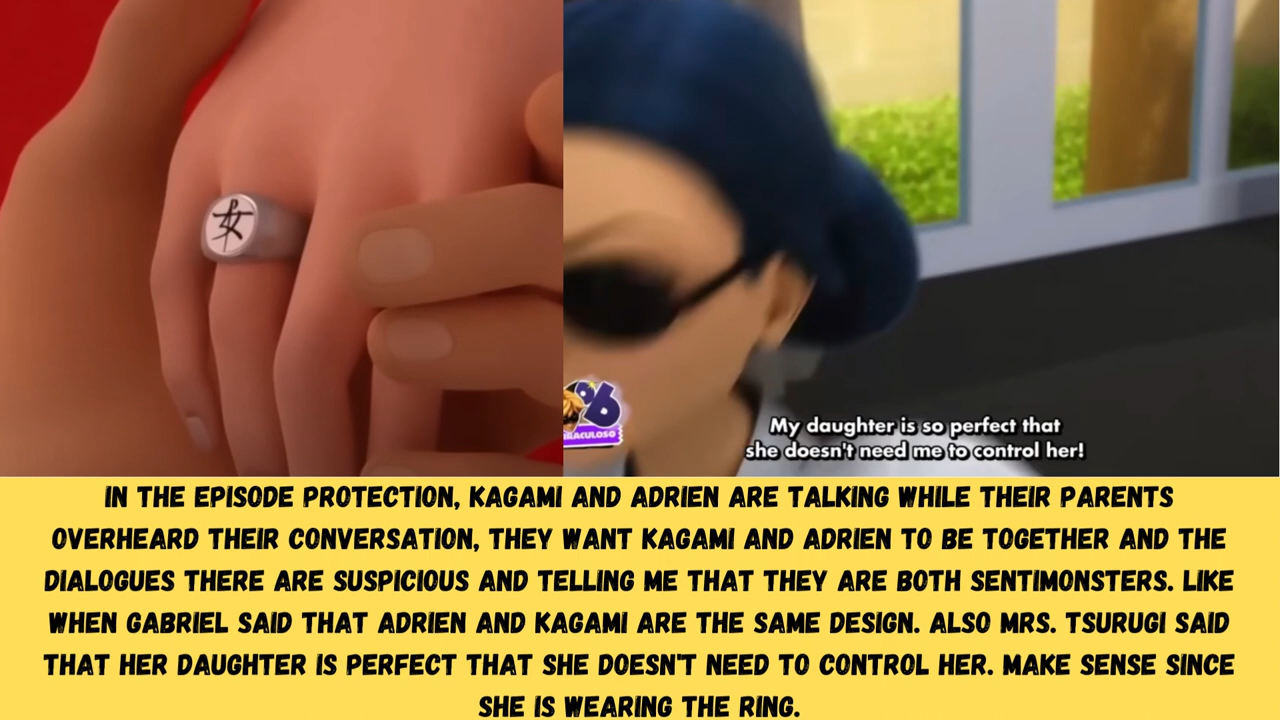 女
96
RACULOSO
My daughter is so perfect that
she doesn't need me to control her!
IN THE EPISODE PROTECTION, KAGAMI AND ADRIEN ARE TALKING WHILE THEIR PARENTS
OVERHEARD THEIR CONVERSATION, THEY WANT KAGAMI AND ADRIEN TO BE TOGETHER AND THE
DIALOGUES THERE ARE SUSPICIOUS AND TELLING ME THAT THEY ARE BOTH SENTIMONSTERS. LIKE
WHEN GABRIEL SAID THAT ADRIEN AND KAGAMI ARE THE SAME DESIGN. ALSO MRS. TSURUGI SAID
THAT HER DAUGHTER IS PERFECT THAT SHE DOESN'T NEED TO CONTROL HER. MAKE SENSE SINCE
SHE IS WEARING THE RING.